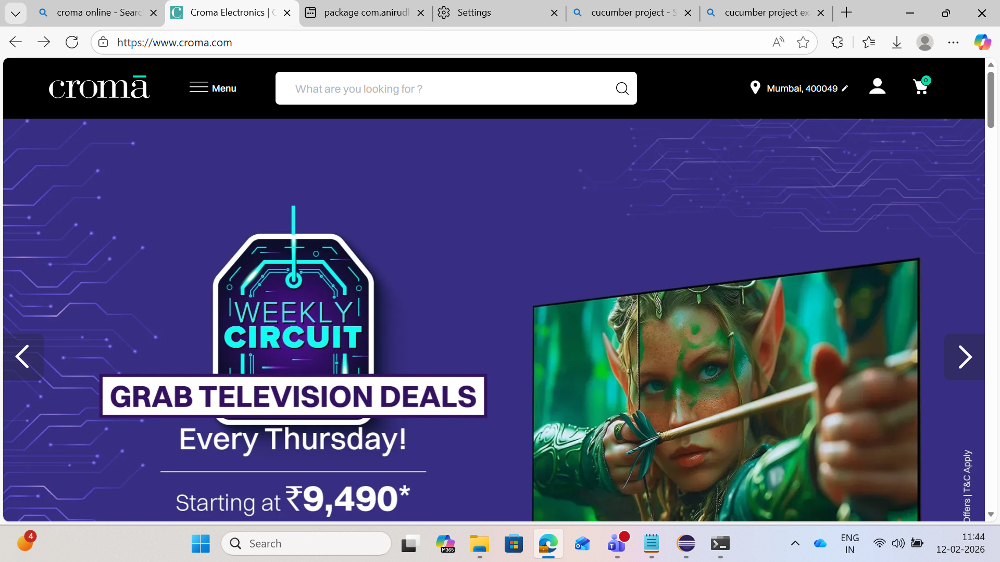 croma online - Searc
Croma Electronics | C
package com.anirudh
Settings
cucumber project - S
cucumber project ex
https://www.croma.com
croma
Menu
What are you looking for ?
Mumbai, 400049
0
WEEKLY
CIRCUIT
GRAB TELEVISION DEALS
Every Thursday!
Starting at ₹9,490*
Offers | T&C Apply
4
Search
M365
ENG
IN
11:44
12-02-2026